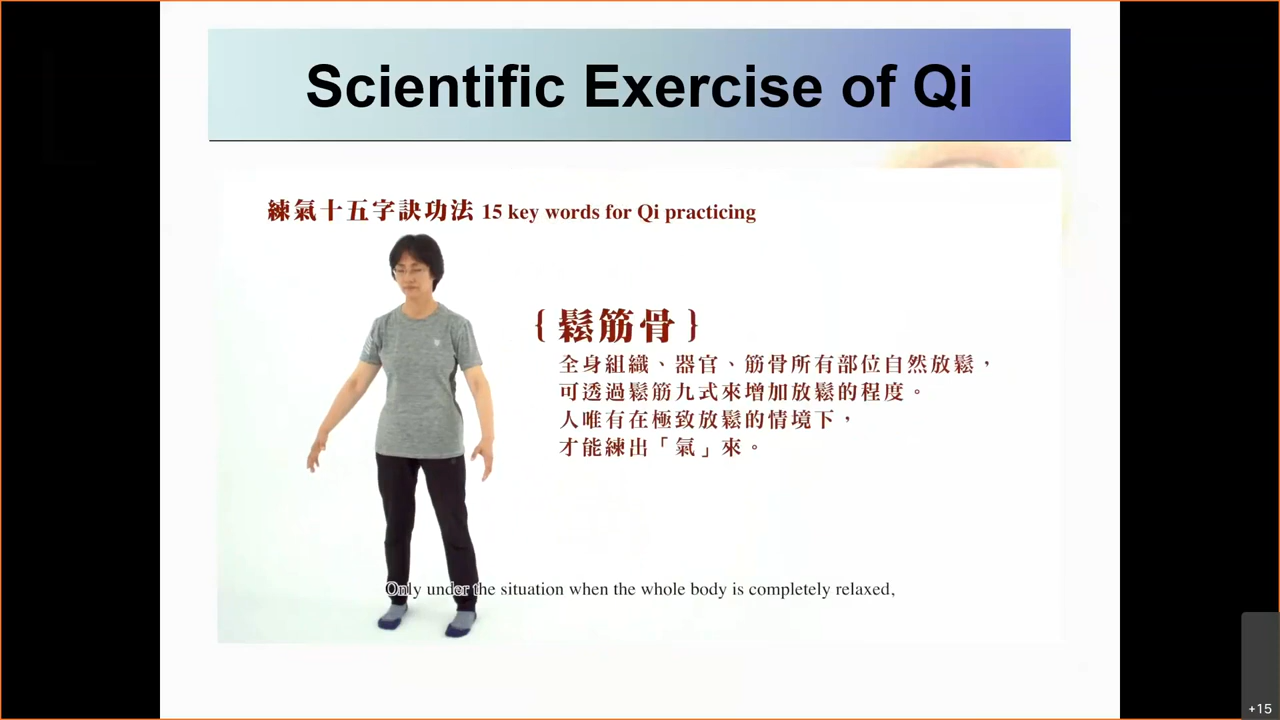 Scientific Exercise of Qi
練氣十五字訣功法 15 key words for Qi practicing
{ 鬆筋骨 }
全身組織、器官、筋骨所有部位自然放鬆，
可透過鬆筋九式來增加放鬆的程度。
人唯有在極致放鬆的情境下，
才能練出「氣」來。
Only under the situation when the whole body is completely relaxed,
+15